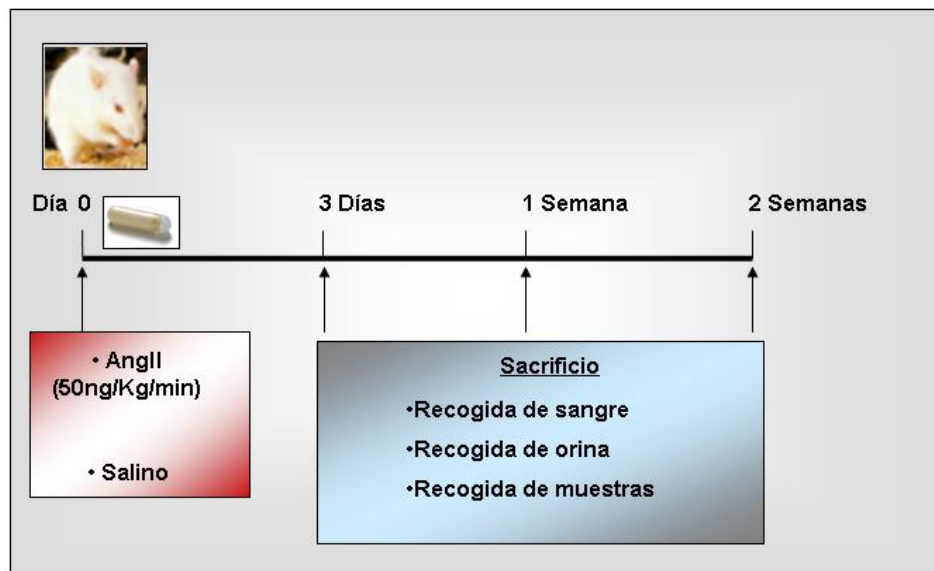 Día 0
3 Días
1 Semana
2 Semanas
• AngII
(50ng/Kg/min)
• Salino
Sacrificio
•Recogida de sangre
•Recogida de orina
•Recogida de muestras